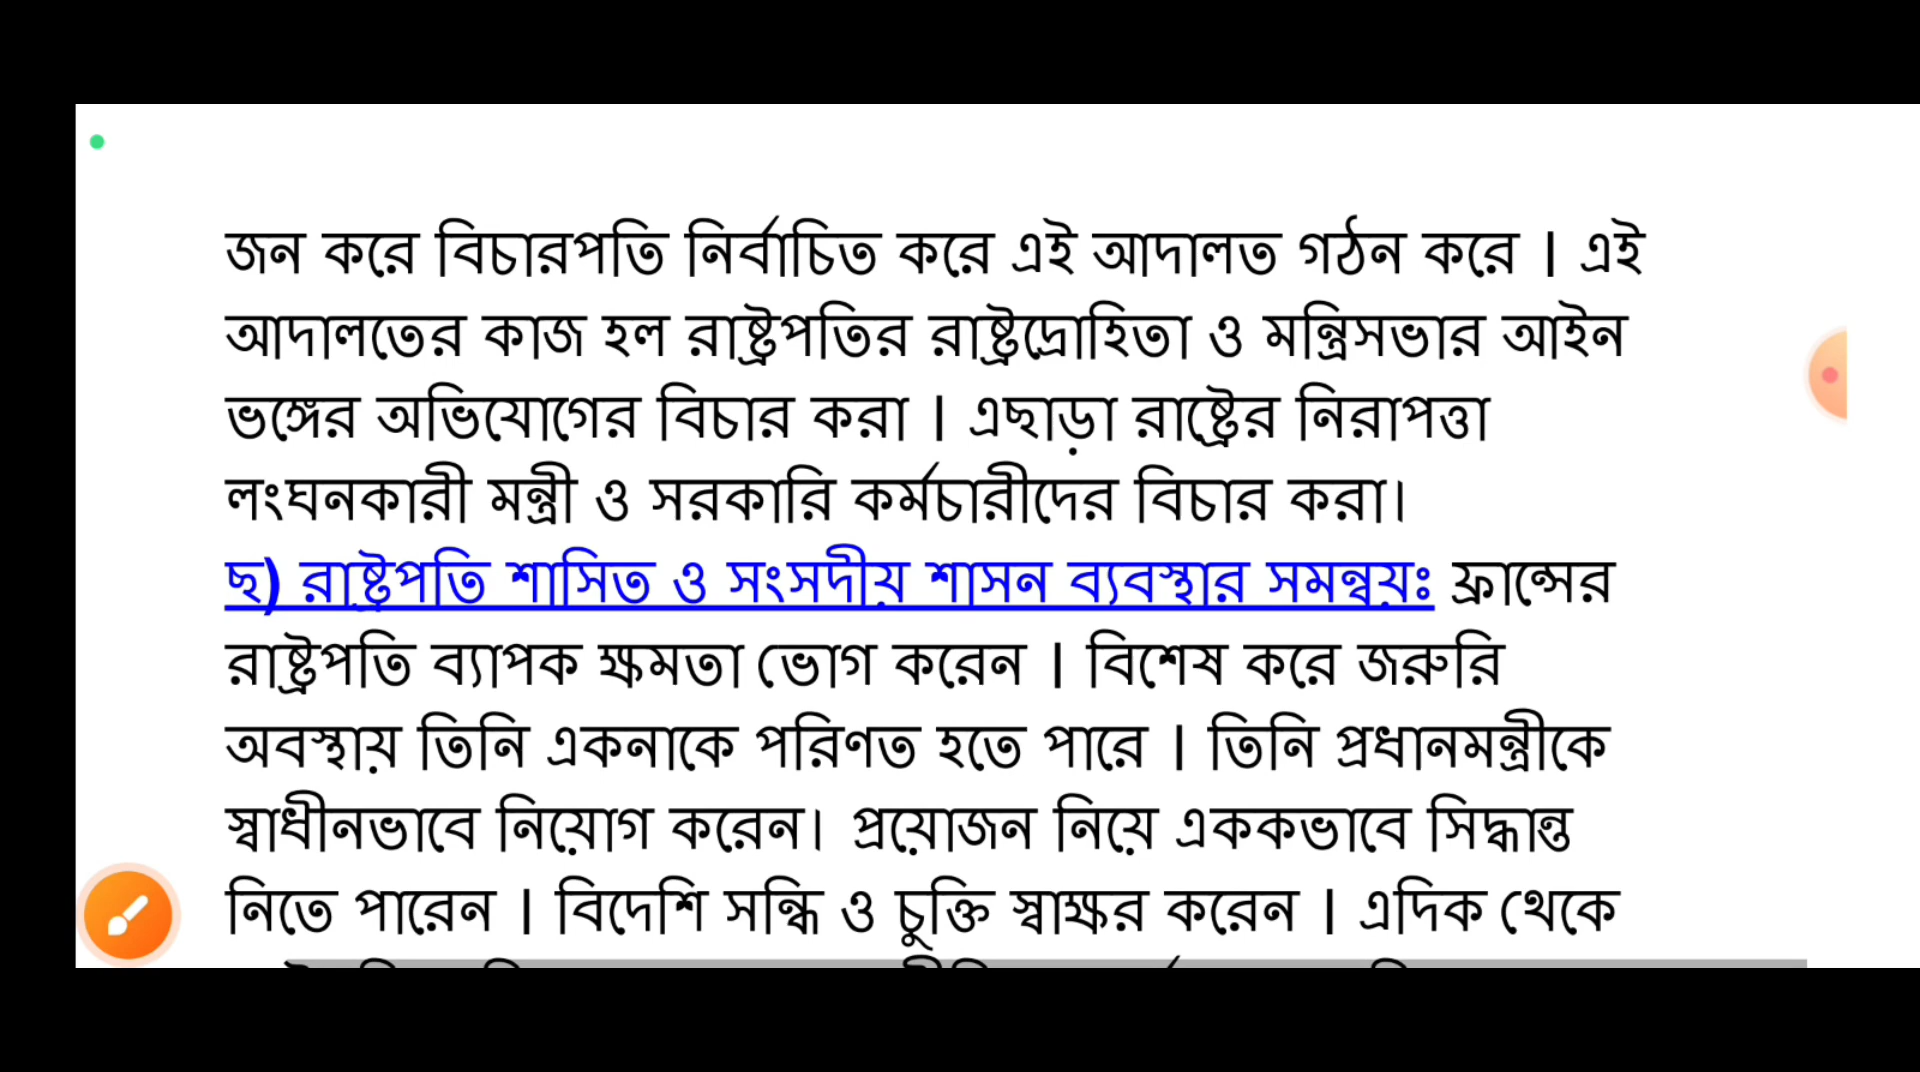 জন করে বিচারপতি নির্বাচিত করে এই আদালত গঠন করে । এই
আদালতের কাজ হল রাষ্ট্রপতির রাষ্ট্রদ্রোহিতা ও মন্ত্রিসভার আইন
ভঙ্গের অভিযোগের বিচার করা । এছাড়া রাষ্ট্রের নিরাপত্তা
লংঘনকারী মন্ত্রী ও সরকারি কর্মচারীদের বিচার করা।
ছ) রাষ্ট্রপতি শাসিত ও সংসদীয় শাসন ব্যবস্থার সমন্বয়ঃ ফ্রান্সের
রাষ্ট্রপতি ব্যাপক ক্ষমতা ভোগ করেন । বিশেষ করে জরুরি
অবস্থায় তিনি একনাকে পরিণত হতে পারে । তিনি প্রধানমন্ত্রীকে
স্বাধীনভাবে নিয়োগ করেন। প্রয়োজন নিয়ে এককভাবে সিদ্ধান্ত
নিতে পারেন । বিদেশি সন্ধি ও চুক্তি স্বাক্ষর করেন । এদিক থেকে